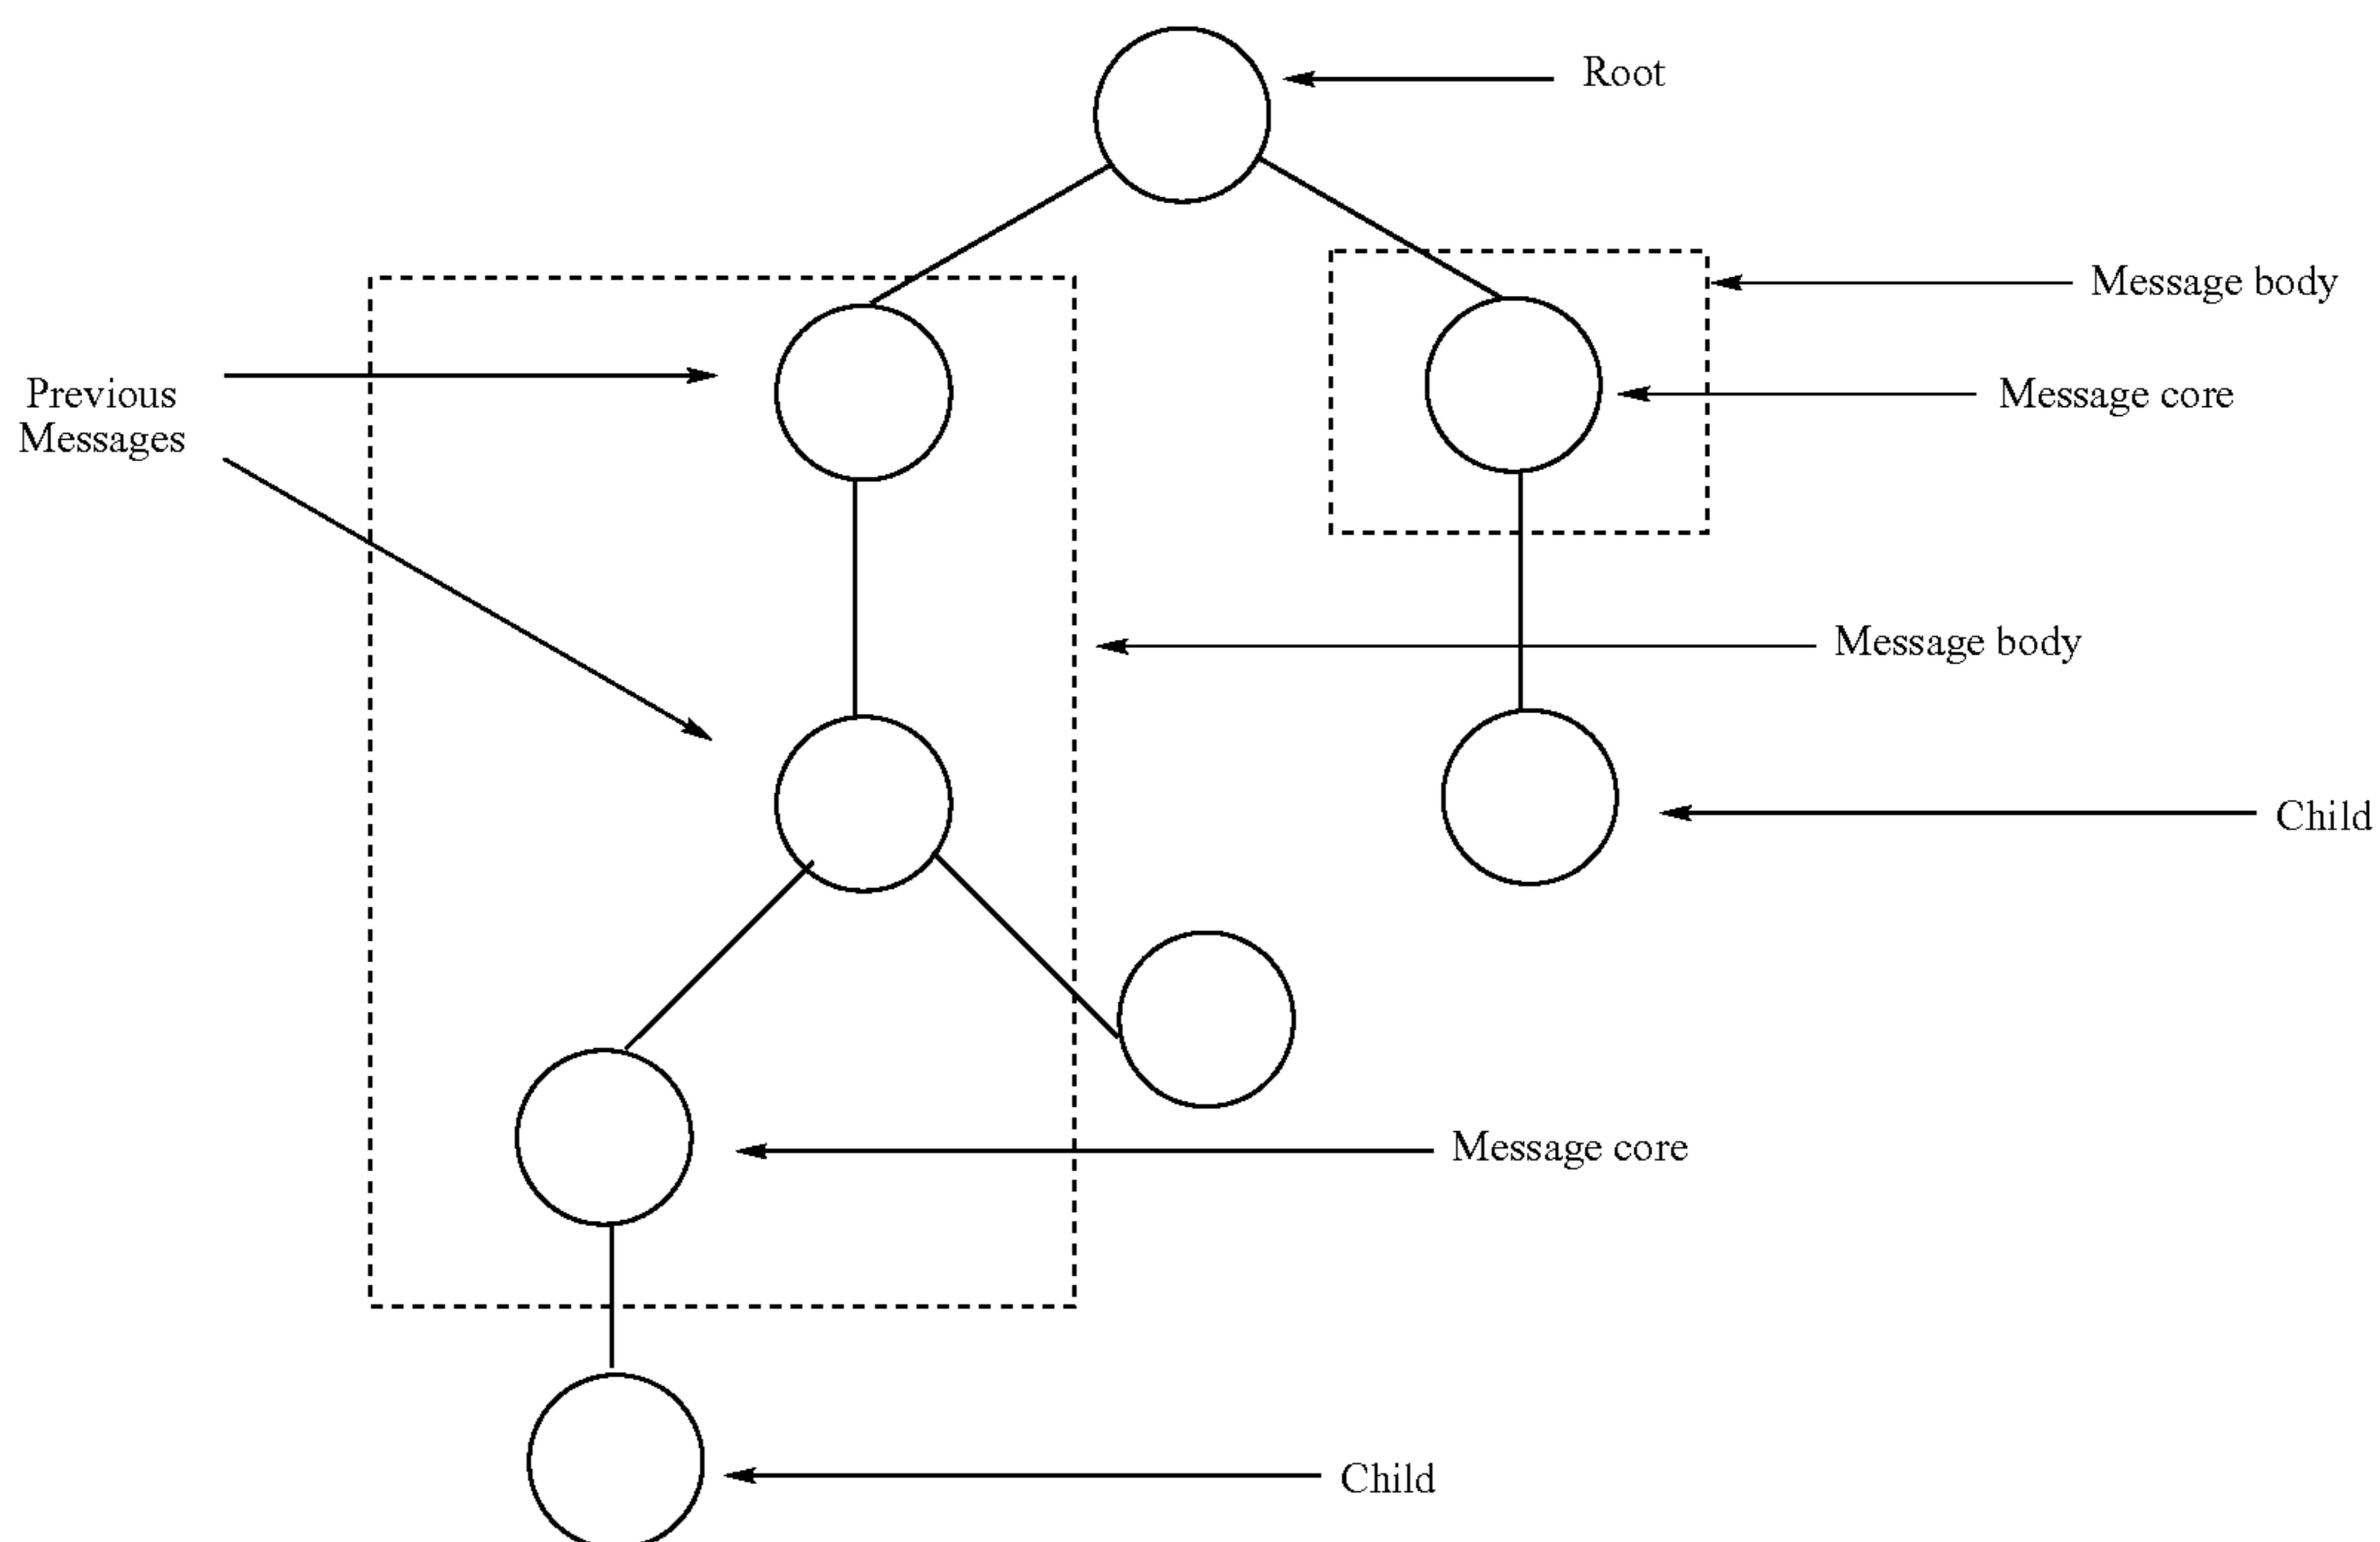 Root
Message body
Previous
Messages
Message core
Message body
Child
Message core
Child